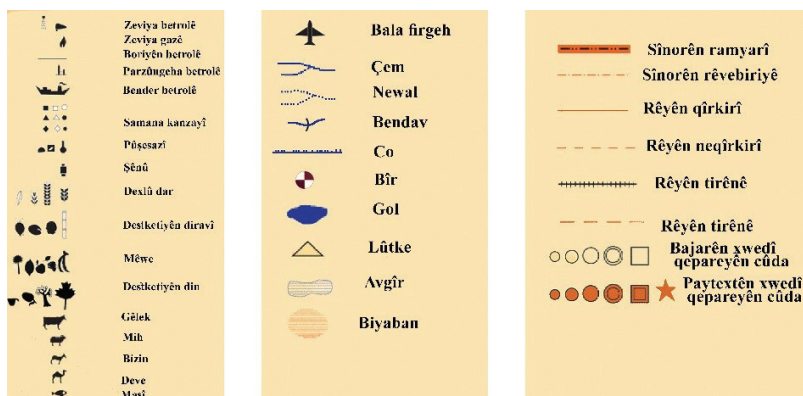 Zeviya betrolê
Zeviya gazê
Boriyên betrolê
Parzûngeha betrolê
Bender betrolê
Samana kanzayî
Pîşesazî
Şênû
Dexlû dar
Destketiyên diravî
Mêwe
Destketiyên din
Gêlek
Mih
Bizin
Deve
Masî
Bala firgeh
Çem
Newal
Bendav
Co
Bîr
Gol
Lûtke
Avgîr
Biyaban
Sînorên ramyarî
Sînorên rêvebiriyê
Rêyên qîrkirî
Rêyên neqîrkirî
Rêyên tirênê
Rêyên tirênê
Bajarên xwedî
qepareyên cûda
Paytextên xwedî
qepareyên cûda